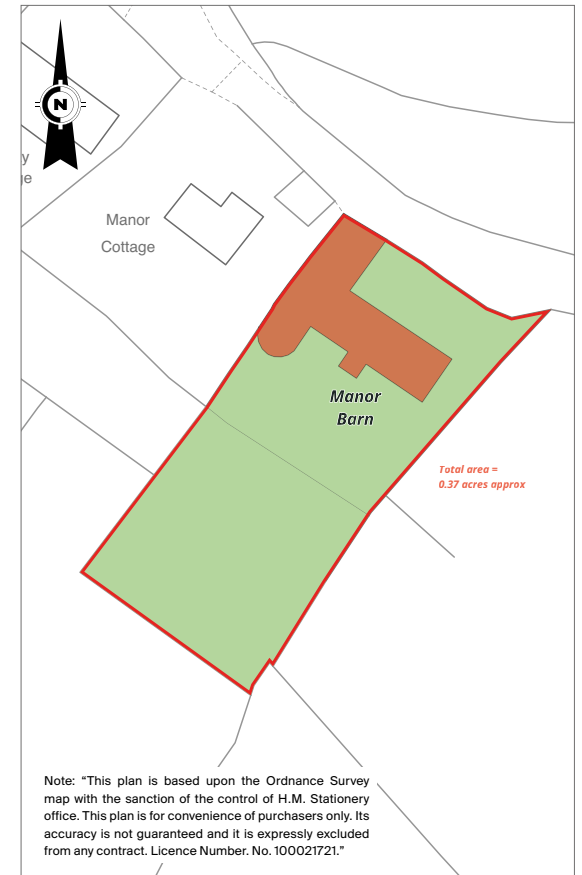 N
y
ge
Manor
Cottage
Manor
Barn
Total area =
0.37 acres approx
Note: “This plan is based upon the Ordnance Survey
map with the sanction of the control of H.M. Stationery
office. This plan is for convenience of purchasers only. Its
accuracy is not guaranteed and it is expressly excluded
from any contract. Licence Number. No. 100021721.”